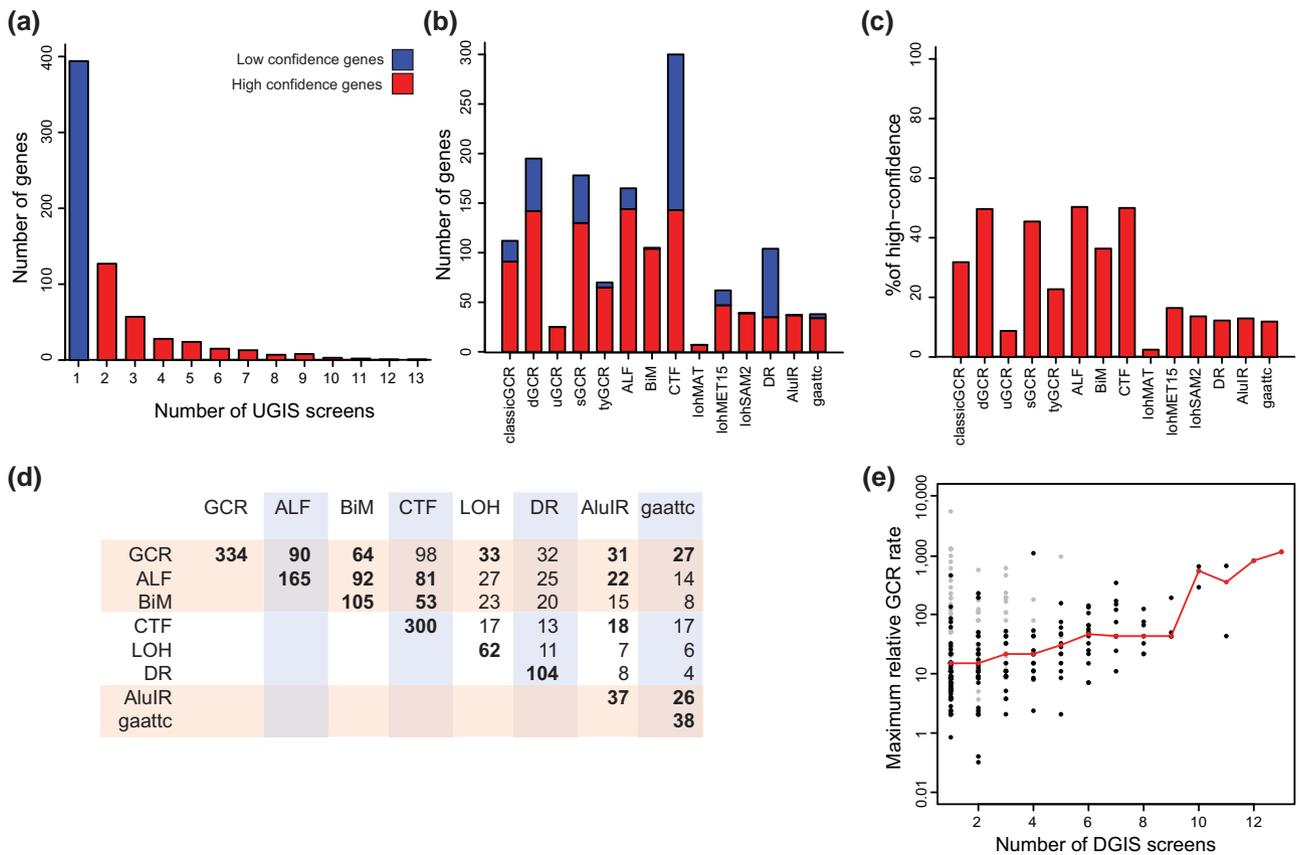 (a)
Number of genes
400
300
200
100
0
Low confidence genes
High confidence genes
1 2 3 4 5 6 7 8 9 10 11 12 13
Number of UGIS screens
(b)
Number of genes
300
250
200
150
100
50
0
classicGCR
dGCR
uGCR
sGCR
tyGCR
ALF
BiM
CTF
lohMAT
lohMET15
lohSAM2
DR
AluIR
gaattc
(c)
%of high−confidence
100
80
60
40
20
0
classicGCR
dGCR
uGCR
sGCR
tyGCR
ALF
BiM
CTF
lohMAT
lohMET15
lohSAM2
DR
AluIR
gaattc
(d)
GCR ALF BiM CTF LOH DR AluIR gaattc
GCR 334 90 64 98 33 32 31 27
ALF 165 92 81 27 25 22 14
BiM 105 53 23 20 15 8
CTF 300 17 13 18 17
LOH 62 11 7 6
DR 104 8 4
AluIR 37 26
gaattc 38
(e)
Maximum relative GCR rate
10,000
1,000
100
10
1
0.01
2 4 6 8 10 12
Number of DGIS screens